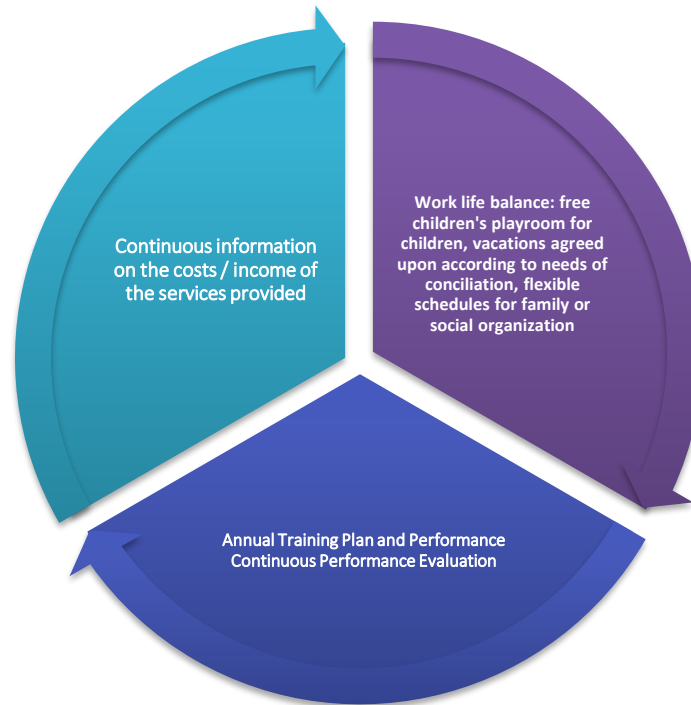 Continuous information
on the costs / income of
the services provided
Work life balance: free
children's playroom for
children, vacations agreed
upon according to needs of
conciliation, flexible
schedules for family or
social organization
Annual Training Plan and Performance
Continuous Performance Evaluation